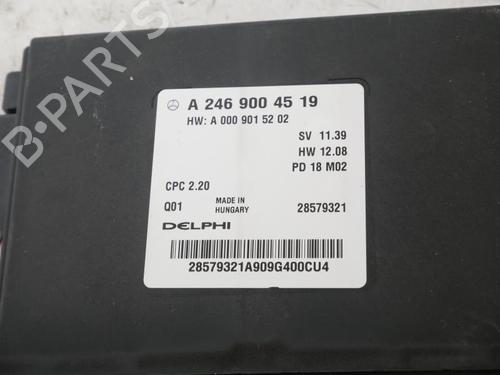 A 246 900 45 19
HW: A 000 901 52 02
SV 11.39
HW 12.08
PD 18 M02
CPC 2.20
Q01 MADE IN HUNGARY 28579321
DELPHI
28579321A909G400CU4